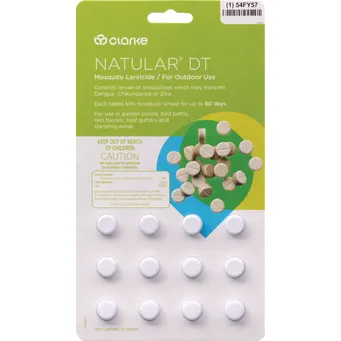 (1) 54FY57
clarke
NATULAR® DT
Mosquito Larvicide / For Outdoor Use
Controls larvae of mosquitoes which may transmit
Dengue, Chikungunya or Zika
Each tablet kills mosquito larvae for up to 60 days.
For use in garden ponds, bird baths,
rain barrels, roof gutters and
standing water
KEEP OUT OF REACH
OF CHILDREN
CAUTION